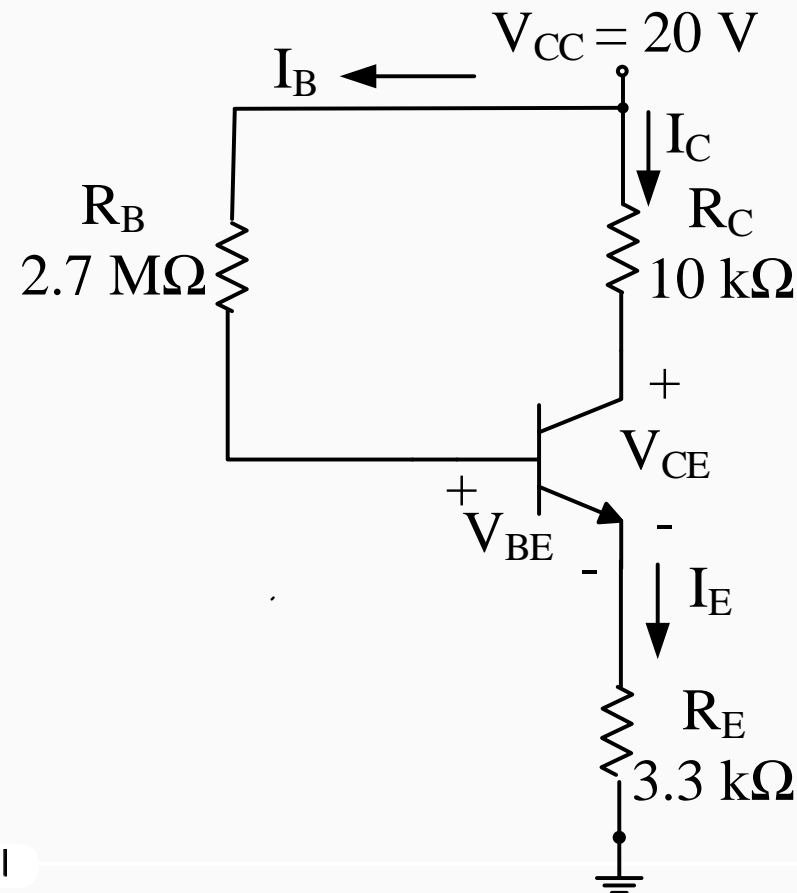 V_CC = 20 V
I_B
I_C
R_B
2.7 MΩ
R_C
10 kΩ
+
V_CE
-
+
V_BE
-
I_E
R_E
3.3 kΩ